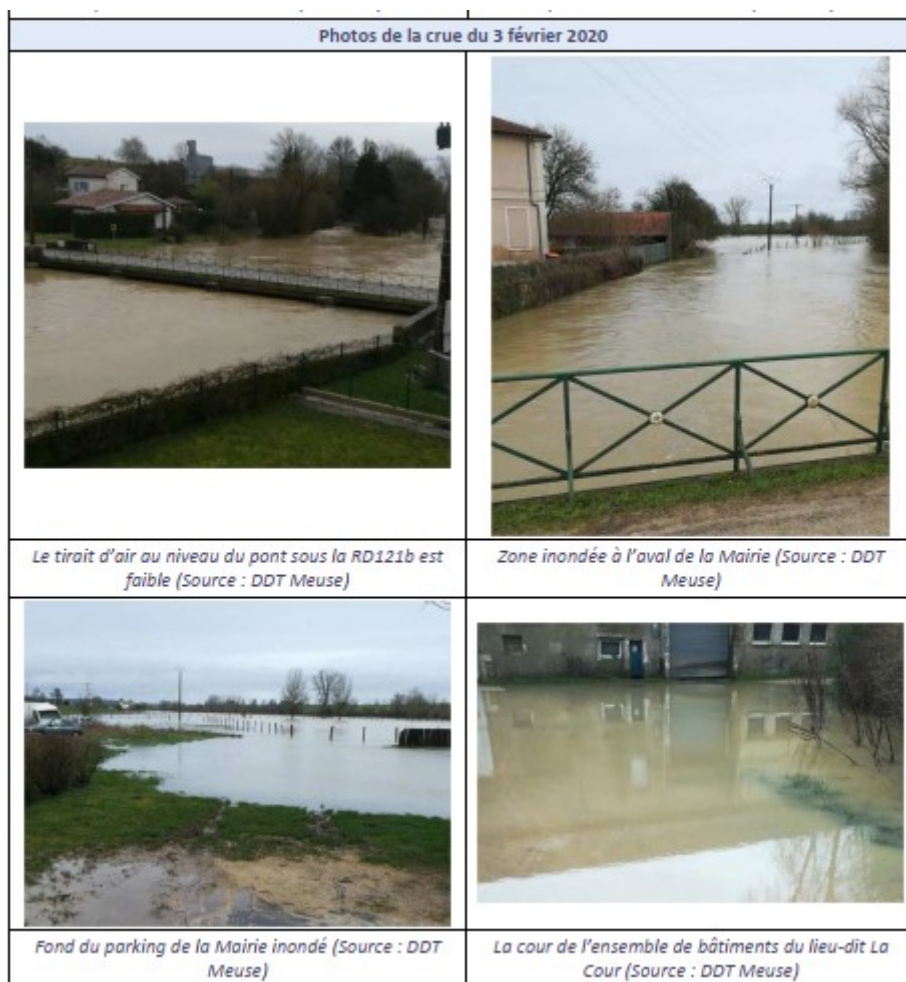 Photos de la crue du 3 février 2020
Le tirait d'air au niveau du pont sous la RD121b est
faible (Source : DDT Meuse)
Zone inondée à l'aval de la Mairie (Source : DDT
Meuse)
Fond du parking de la Mairie inondé (Source : DDT
Meuse)
La cour de l'ensemble de bâtiments du lieu-dit La
Cour (Source : DDT Meuse)